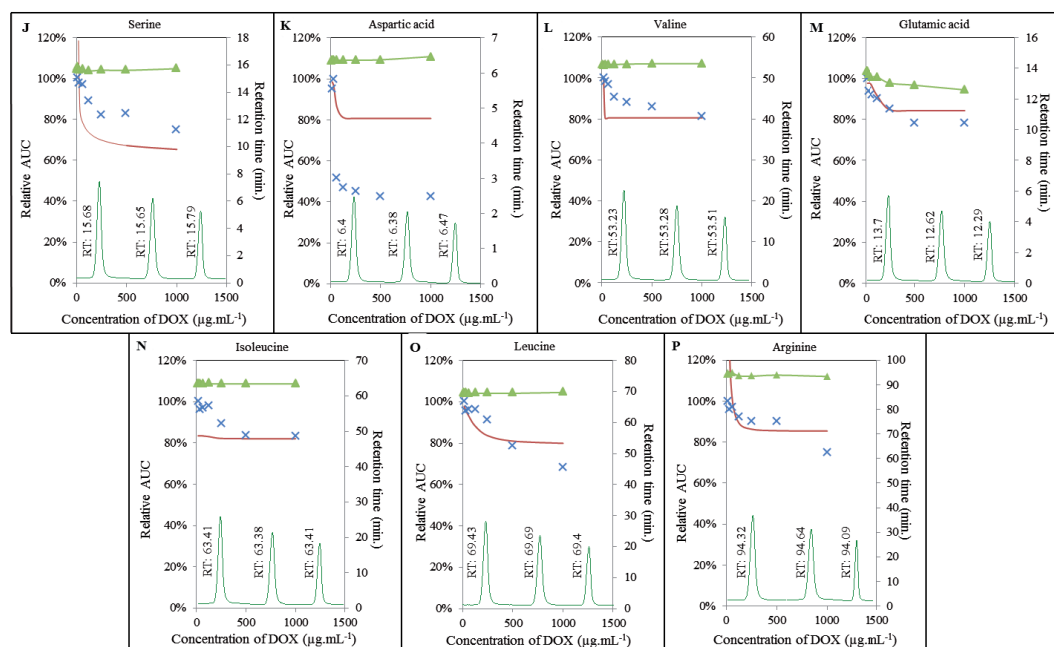 J Serine
120%
100%
80%
60%
40%
20%
0%
Relative AUC
18
16
14
12
10
8
6
4
2
0
Retention time (min.)
RT: 15.68
RT: 15.65
RT: 15.79
0 500 1000 1500
Concentration of DOX (µg.mL-1)
K Aspartic acid
120%
100%
80%
60%
40%
20%
0%
Relative AUC
7
6
5
4
3
2
1
0
Retention time (min.)
RT: 6.4
RT: 6.38
RT: 6.47
0 500 1000 1500
Concentration of DOX (µg.mL-1)
L Valine
120%
100%
80%
60%
40%
20%
0%
Relative AUC
60
50
40
30
20
10
0
Retention time (min.)
RT:53.23
RT: 53.28
RT: 53.51
0 500 1000 1500
Concentration of DOX (µg.mL-1)
M Glutamic acid
120%
100%
80%
60%
40%
20%
0%
Relative AUC
16
14
12
10
8
6
4
2
0
Retention time (min.)
RT: 13.7
RT: 12.62
RT: 12.29
0 500 1000 1500
Concentration of DOX (µg.mL-1)
N Isoleucine
120%
100%
80%
60%
40%
20%
0%
Relative AUC
70
60
50
40
30
20
10
0
Retention time (min.)
RT: 63.41
RT: 63.38
RT: 63.41
0 500 1000 1500
Concentration of DOX (µg.mL-1)
O Leucine
120%
100%
80%
60%
40%
20%
0%
Relative AUC
80
70
60
50
40
30
20
10
0
Retention time (min.)
RT: 69.43
RT: 69.69
RT: 69.4
0 500 1000 1500
Concentration of DOX (µg.mL-1)
P Arginine
120%
100%
80%
60%
40%
20%
0%
Relative AUC
100
90
80
70
60
50
40
30
20
10
0
Retention time (min.)
RT: 94.32
RT: 94.64
RT: 94.09
0 500 1000 1500
Concentration of DOX (µg.mL-1)